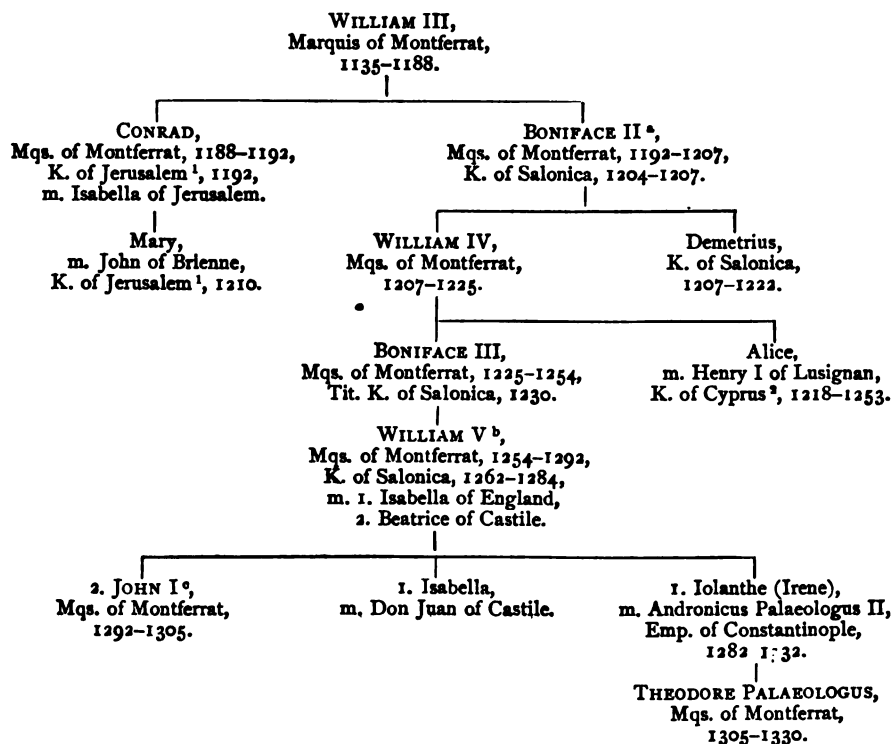 WILLIAM III,
Marquis of Montferrat,
1135–1188.
CONRAD,
Mqs. of Montferrat, 1188–1192,
K. of Jerusalem ¹, 1192,
m. Isabella of Jerusalem.
BONIFACE II ᵃ,
Mqs. of Montferrat, 1192–1207,
K. of Salonica, 1204–1207.
Mary,
m. John of Brienne,
K. of Jerusalem ¹, 1210.
WILLIAM IV,
Mqs. of Montferrat,
1207–1225.
Demetrius,
K. of Salonica,
1207–1222.
BONIFACE III,
Mqs. of Montferrat, 1225–1254,
Tit. K. of Salonica, 1230.
Alice,
m. Henry I of Lusignan,
K. of Cyprus ², 1218–1253.
WILLIAM V ᵇ,
Mqs. of Montferrat, 1254–1292,
K. of Salonica, 1262–1284,
m. 1. Isabella of England,
2. Beatrice of Castile.
2. JOHN I ᶜ,
Mqs. of Montferrat,
1292–1305.
1. Isabella,
m. Don Juan of Castile.
1. Iolanthe (Irene),
m. Andronicus Palaeologus II,
Emp. of Constantinople,
1282
THEODORE PALAEOLOGUS,
Mqs. of Montferrat,
1305–1330.